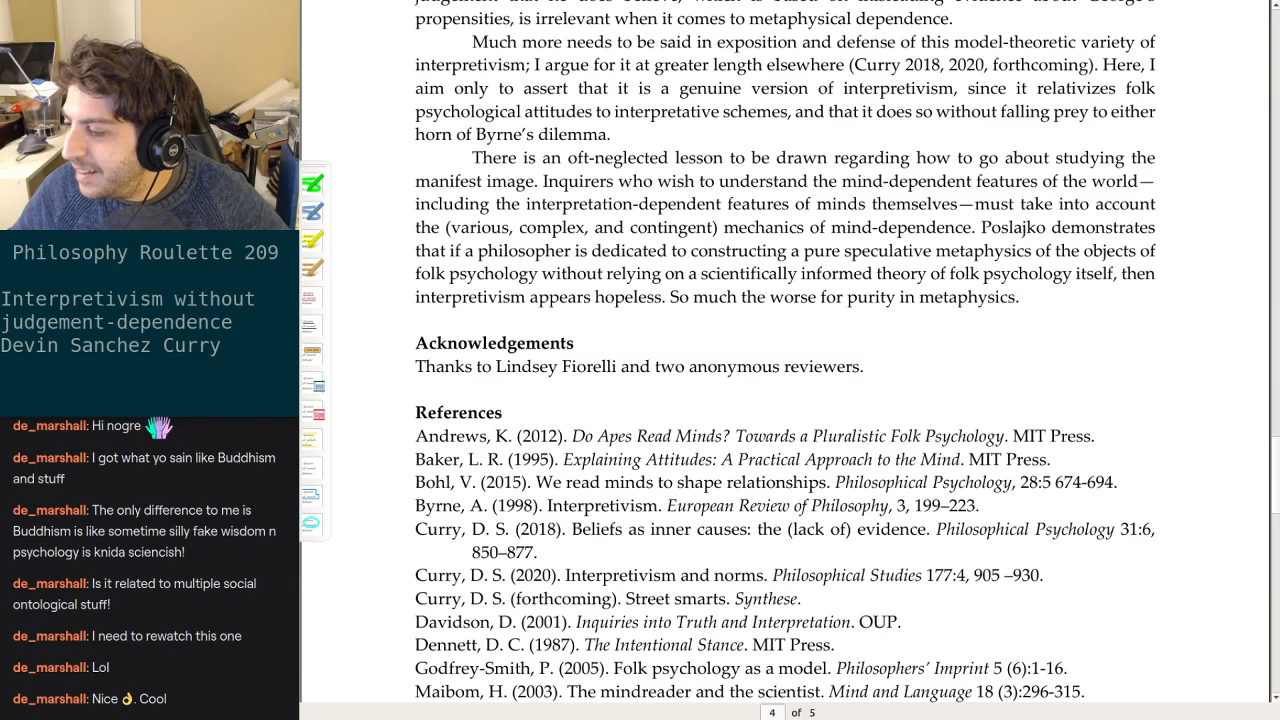 propensities, is irrelevant when it comes to metaphysical dependence.
Much more needs to be said in exposition and defense of this model-theoretic variety of
interpretivism; I argue for it at greater length elsewhere (Curry 2018, 2020, forthcoming). Here, I
aim only to assert that it is a genuine version of interpretivism, since it relativizes folk
psychological attitudes to interpretative schemes, and that it does so without falling prey to either
horn of Byrne's dilemma.
There is an oft-neglected lesson to be drawn regarding how to go about studying the
manifest image. Inquirers who wish to understand the mind-dependent features of the world—
including the interpretation-dependent features of minds themselves—must take into account
the (various, complex, and contingent) mechanics of mind-dependence. demonstrates
that if a philosopher is dedicated to constructing a pure speculative metaphysics of the objects of
folk psychology without relying on a scientifically informed theory of folk psychology itself, then
interpretivism appears hopeless. So much the worse for purity in metaphysics.
Acknowledgements
Thanks to Lindsey and two anonymous reviewers.
References
Andrews, K. (2012). Do Apes Read Minds? Towards a Pluralistic Folk Psychology. MIT Press.
Baker, L. R. (1995). Explaining Attitudes: A Practical Approach to the Mind. MIT Press.
Bohl, V. (2015). We read minds to shape relationships. Philosophical Psychology, 28:5 674-694.
Byrne, A. (1998). Interpretivism. European Review of Philosophy, 3, 199–223.
Curry, D. S. (2018). Beliefs as inner causes: the (lack of) evidence. Philosophical Psychology 31:6,
850–877.
Curry, D. S. (2020). Interpretivism and norms. Philosophical Studies 177:4, 905 –930.
Curry, D. S. (forthcoming). Street smarts. Synthese.
Davidson, D. (2001). Inquiries into Truth and Interpretation. OUP.
Dennett, D. C. (1987). The Intentional Stance. MIT Press.
Godfrey-Smith, P. (2005). Folk psychology as a model. Philosophers' Imprint 5 (6):1-16.
Maibom, H. (2003). The mindreader and the scientist. Mind and Language 18 (3):296-315.
4 of 5
Philosophy Roulette 209
Interpretivism without
judgement-dependence
Devin Sanchez Curry
de_marshall: Hi nogre
de_marshall: I got what yo sain like Buddhism
and stuff
de_marshall: The only difference to me is
Buddhism is like sometime silly fake wisdom n
psychology is knida sciencish!
de_marshall: Is it related to multiple social
ontological stuff!
de_marshall: I need to rewatch this one
de_marshall: Lol
de_marshall: Nice 👌. Cool